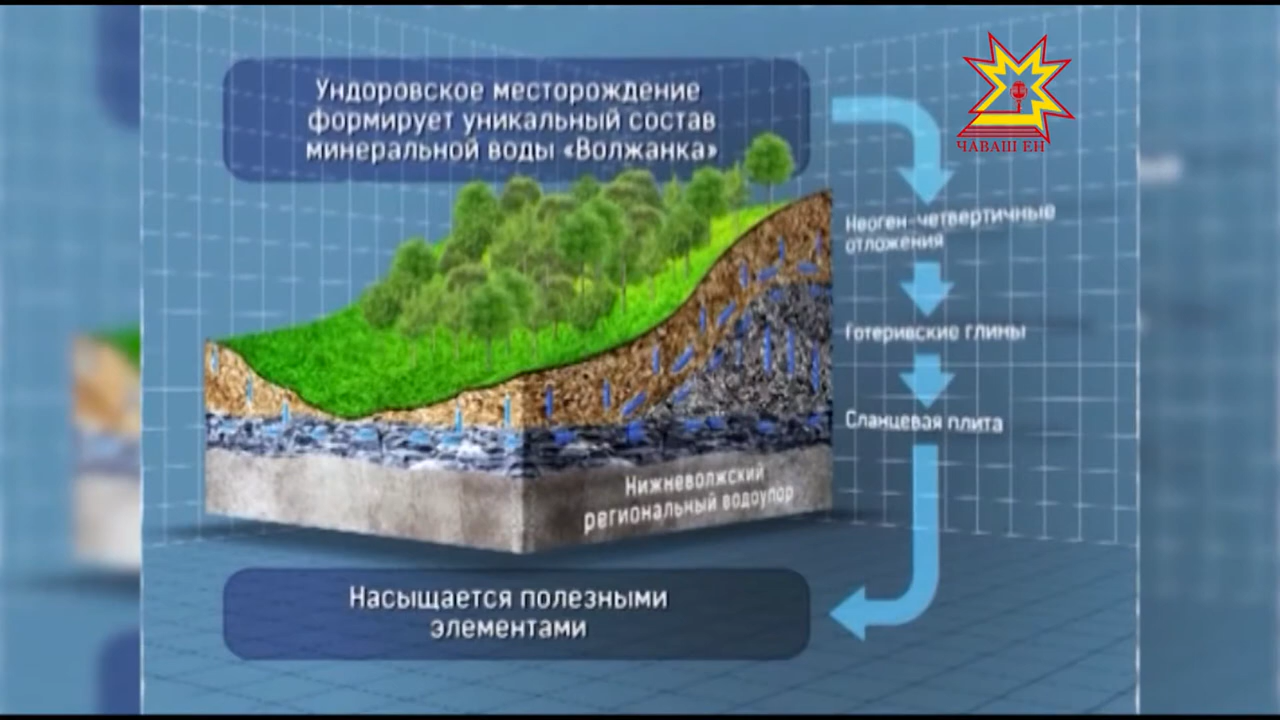 Ундоровское месторождение
формирует уникальный состав
минеральной воды «Волжанка»
ЧӐВАШ ЕН
Неоген-четвертичные
отложения
Готеривские глины
Сланцевая плита
Нижневолжский
региональный водоупор
Насыщается полезными
элементами